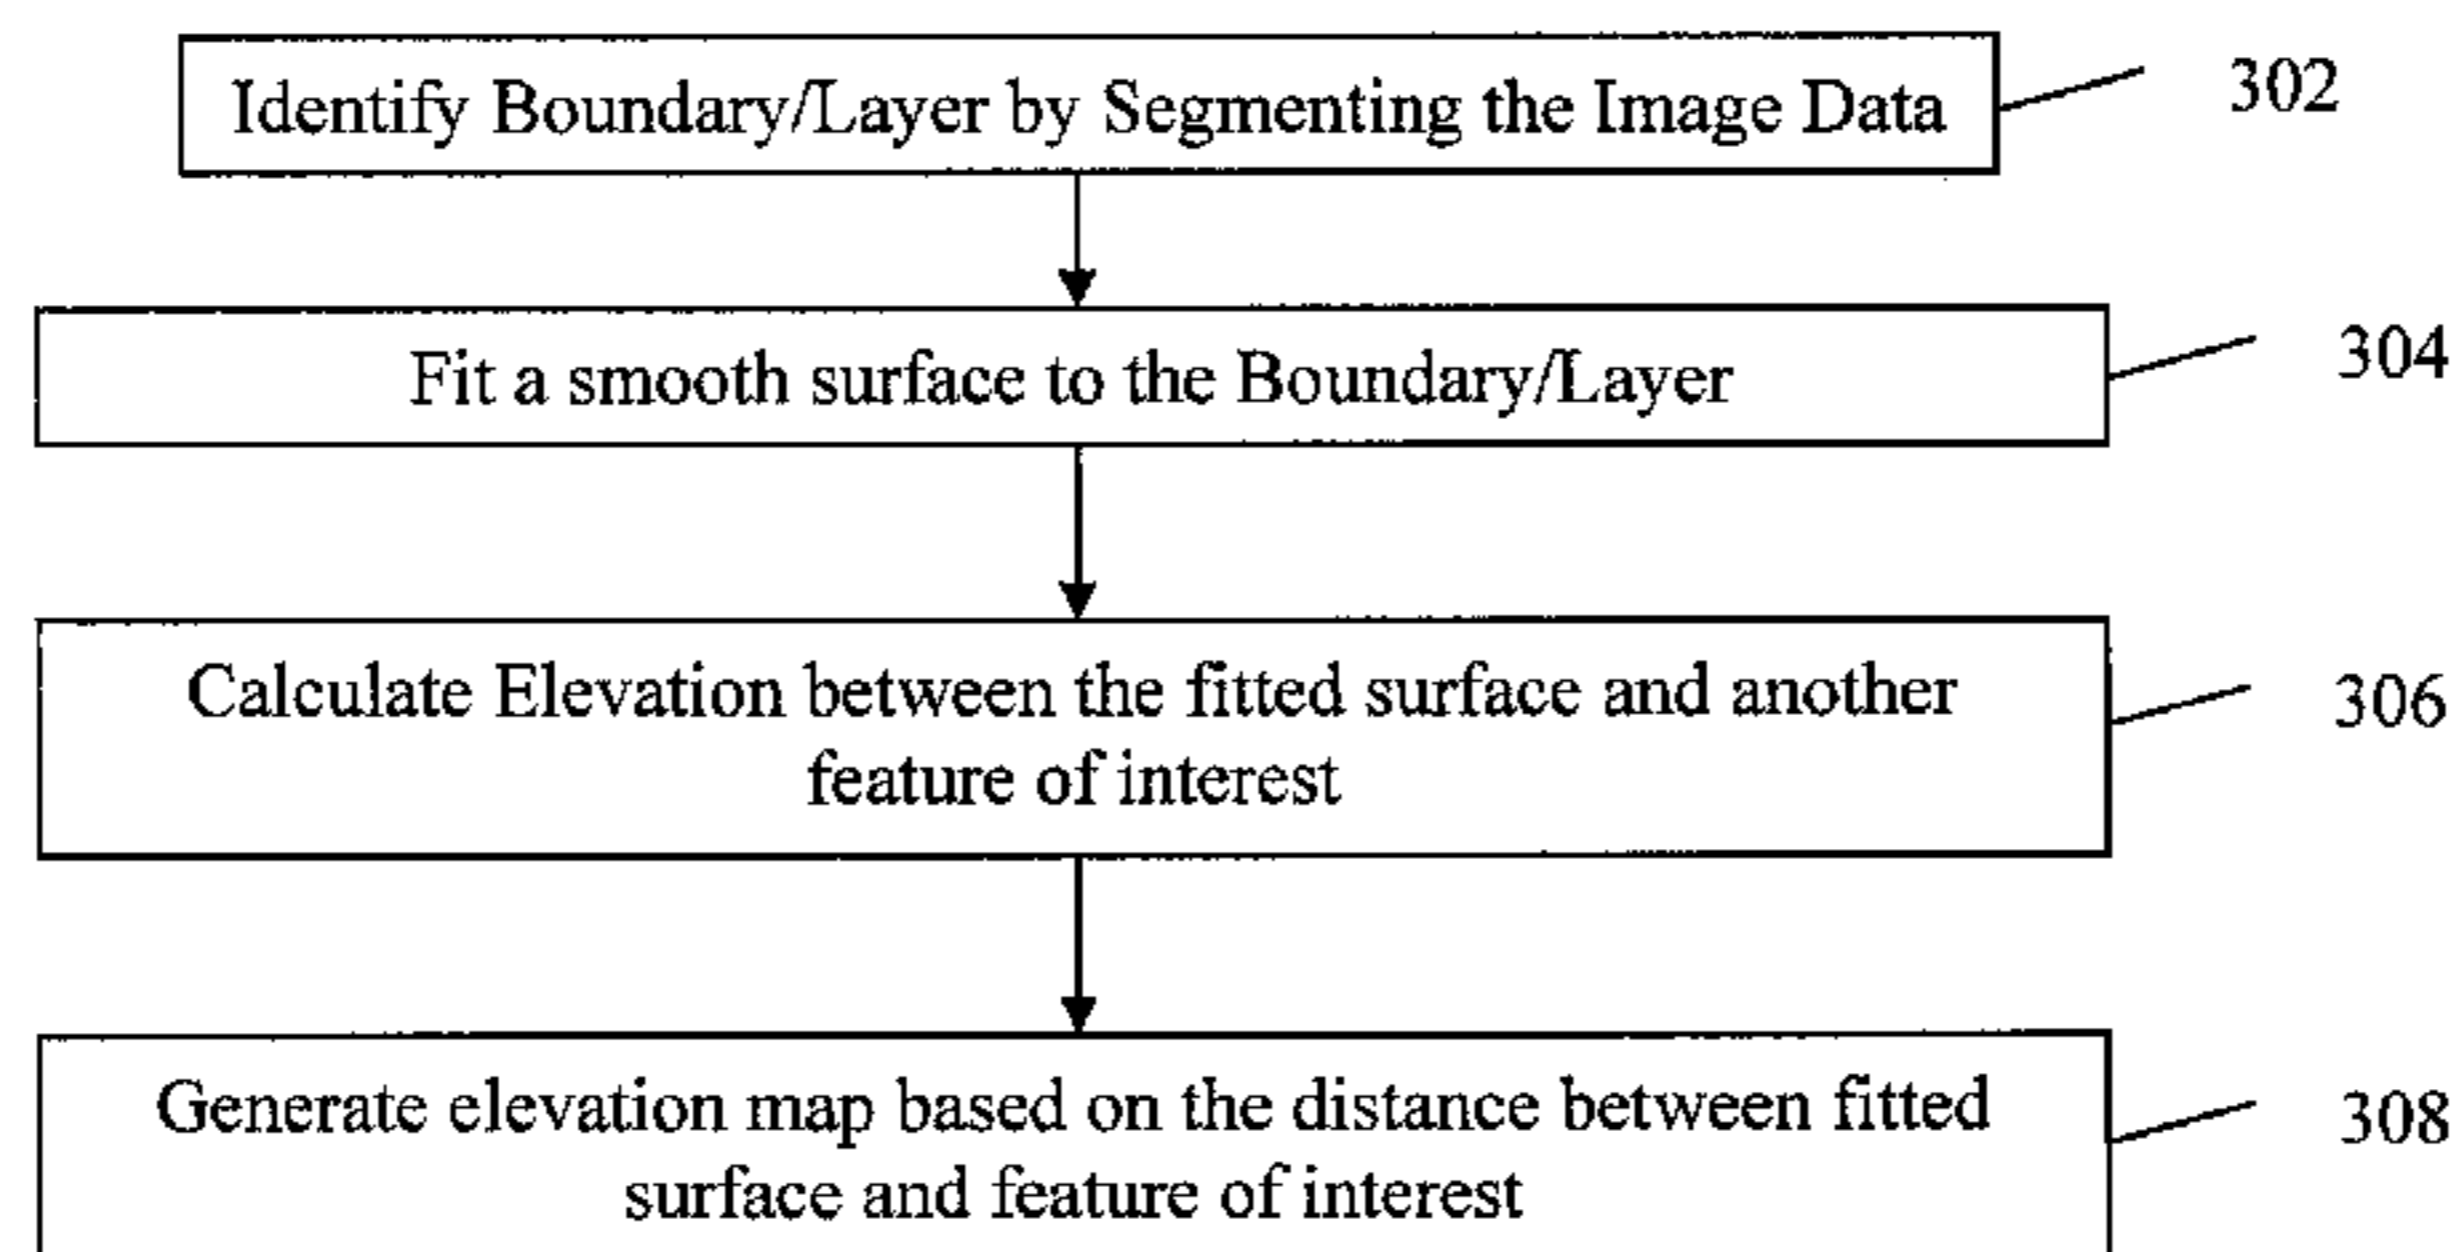 Identify Boundary/Layer by Segmenting the Image Data
302
Fit a smooth surface to the Boundary/Layer
304
Calculate Elevation between the fitted surface and another
feature of interest
306
Generate elevation map based on the distance between fitted
surface and feature of interest
308